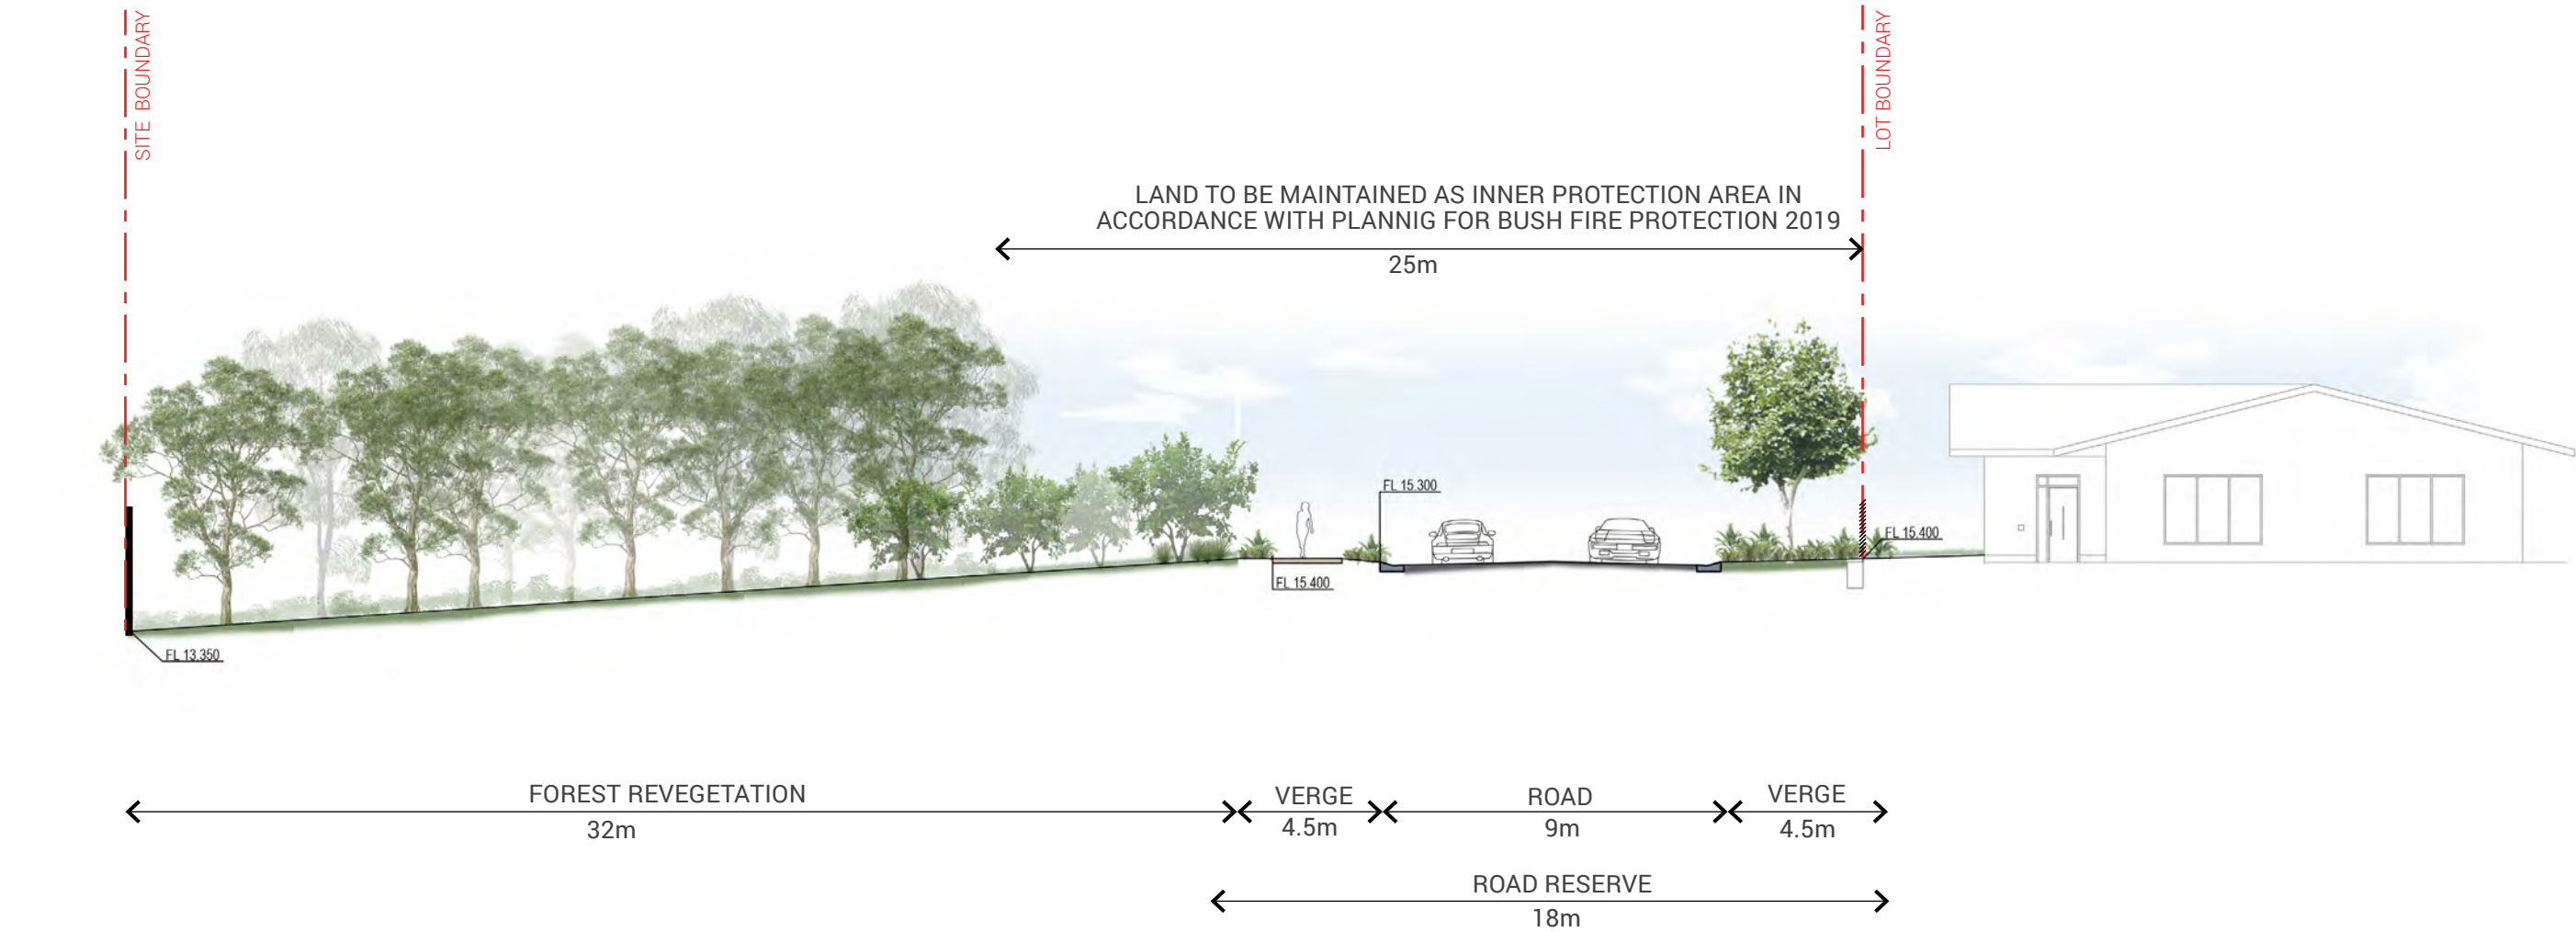 SITE BOUNDARY
LOT BOUNDARY
LAND TO BE MAINTAINED AS INNER PROTECTION AREA IN
ACCORDANCE WITH PLANNIG FOR BUSH FIRE PROTECTION 2019
25m
FL 15.300
FL 15.400
FL 15.400
FL 13.350
FOREST REVEGETATION
32m
VERGE
4.5m
ROAD
9m
VERGE
4.5m
ROAD RESERVE
18m